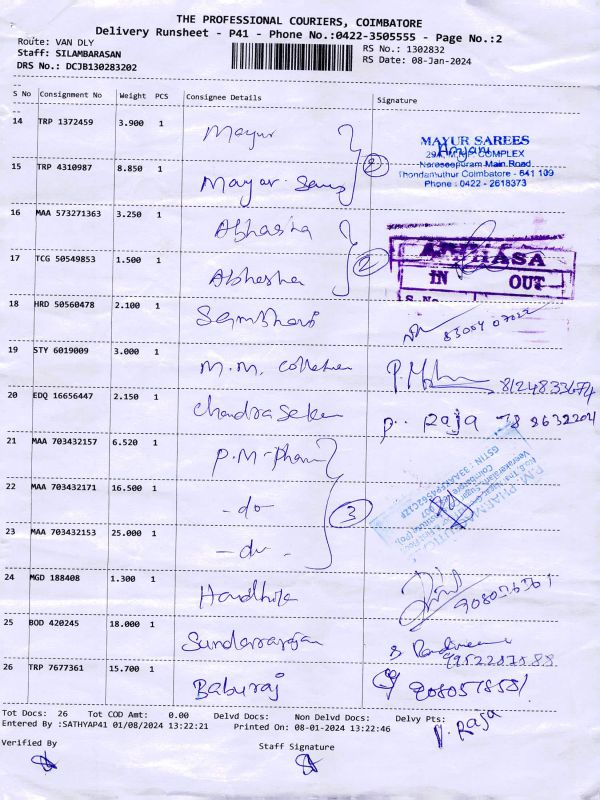 THE PROFESSIONAL COURIERS, COIMBATORE
Delivery Runsheet - P41 - Phone No.:0422-3505555 - Page No.:2
Route: VAN DLY
Staff: SILAMBARASAN
DRS No.: DCJB130283202
RS No.: 1302832
RS Date: 08-Jan-2024
S No Consignment No Weight PCS Consignee Details Signature
14 TRP 1372459 3.900 1 Mayur
15 TRP 4310987 8.850 1 Mayur
2
MAYUR SAREES
COMPLEX
Naraseepuram Main Road
Thondamuthur Coimbatore - 641 109
Phone : 0422 - 2618373
16 MAA 573271363 3.250 1 Abhasha
17 TCG 50549853 1.500 1 Abhasha
2
IN OUT
S.No
18 HRD 50560478 2.100 1
19 STY 6019009 3.000 1 M.M.
8124833674
20 EDQ 16656447 2.150 1 Chandrasekar
P. Raja
21 MAA 703432157 6.520 1 P.M-Pham
22 MAA 703432171 16.500 1 -do-
23 MAA 703432153 25.000 1 -do-
3
24 MGD 188408 1.300 1
25 BOD 420245 18.000 1 Sundararajan
26 TRP 7677361 15.700 1 Baburaj
Tot Docs: 26 Tot COD Amt: 0.00 Delvd Docs: Non Delvd Docs: Delvy Pts:
P. Raja
Entered By :SATHYAP41 01/08/2024 13:22:21 Printed On: 08-01-2024 13:22:46
Verified By Staff Signature